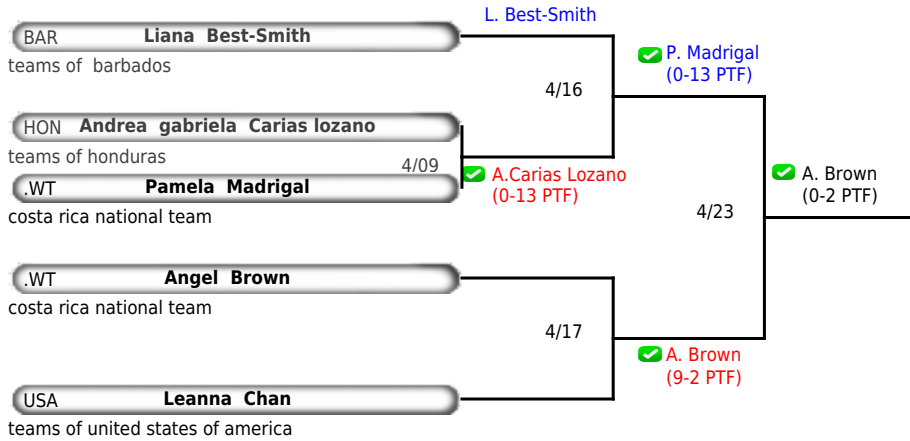 L. Best-Smith
BAR Liana Best-Smith
teams of barbados
P. Madrigal
(0-13 PTF)
4/16
HON Andrea gabriela Carias lozano
teams of honduras
4/09
A.Carias Lozano
(0-13 PTF)
.WT Pamela Madrigal
costa rica national team
A. Brown
(0-2 PTF)
4/23
.WT Angel Brown
costa rica national team
4/17
A. Brown
(9-2 PTF)
USA Leanna Chan
teams of united states of america